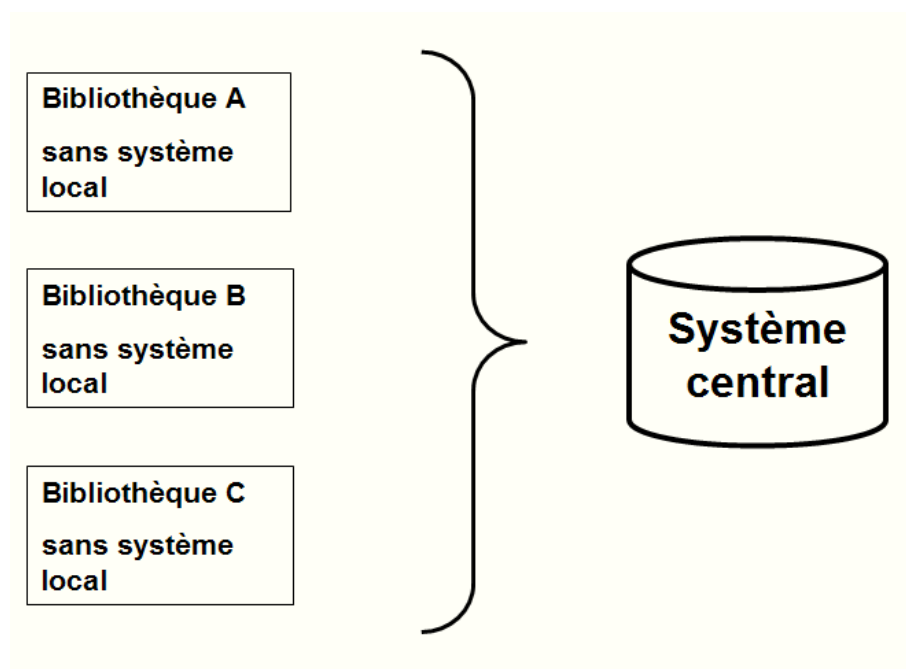 Bibliothèque A
sans système
local
Bibliothèque B
sans système
local
Bibliothèque C
sans système
local
Système
central